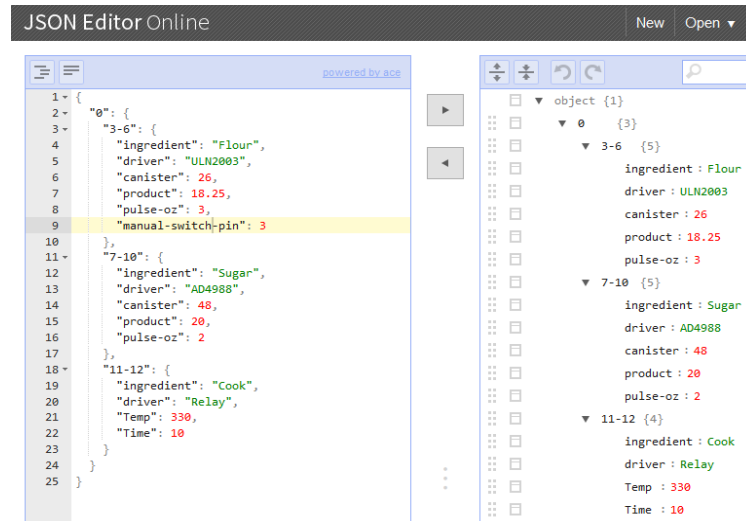 JSON Editor Online
New Open ▼
powered by ace
1 {
2 "0": {
3 "3-6": {
4 "ingredient": "Flour",
5 "driver": "ULN2003",
6 "canister": 26,
7 "product": 18.25,
8 "pulse-oz": 3,
9 "manual-switch-pin": 3
10 },
11 "7-10": {
12 "ingredient": "Sugar",
13 "driver": "AD4988",
14 "canister": 48,
15 "product": 20,
16 "pulse-oz": 2
17 },
18 "11-12": {
19 "ingredient": "Cook",
20 "driver": "Relay",
21 "Temp": 330,
22 "Time": 10
23 }
24 }
25 }
▼ object {1}
▼ 0 {3}
▼ 3-6 {5}
ingredient : Flour
driver : ULN2003
canister : 26
product : 18.25
pulse-oz : 3
▼ 7-10 {5}
ingredient : Sugar
driver : AD4988
canister : 48
product : 20
pulse-oz : 2
▼ 11-12 {4}
ingredient : Cook
driver : Relay
Temp : 330
Time : 10